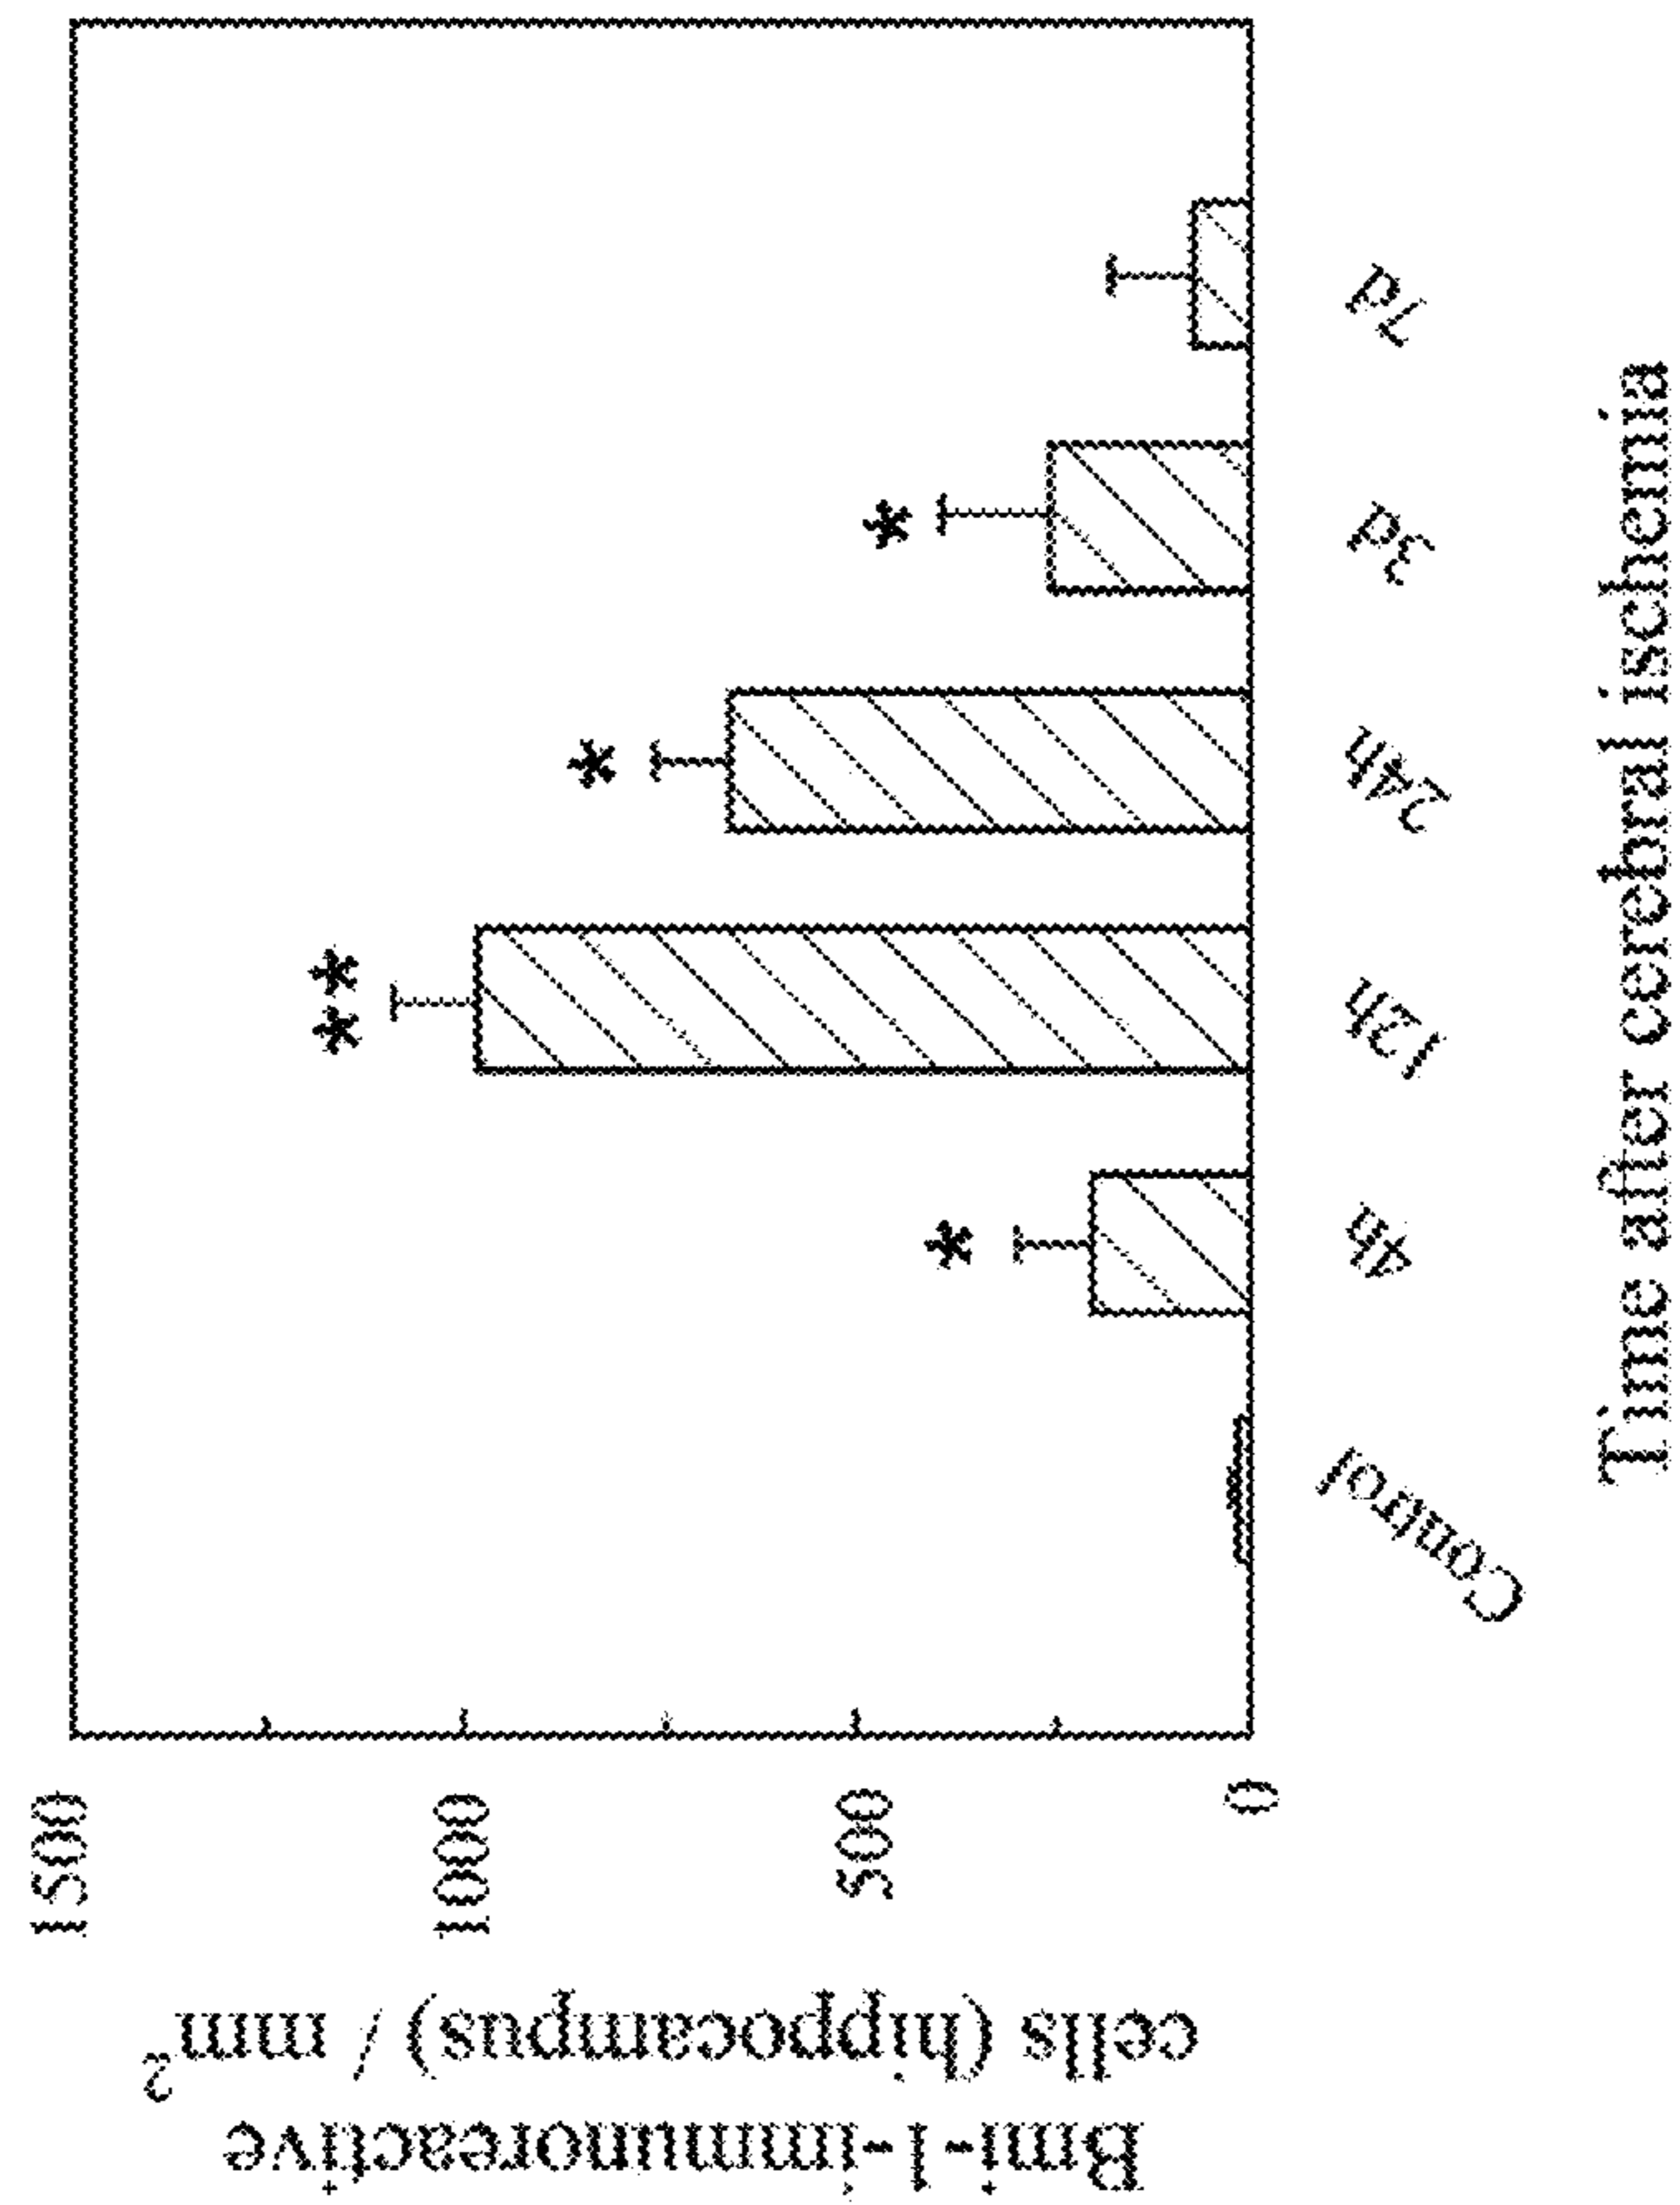 Bmi-1-immunoreactive
cells (hippocampus) / mm²
1500
1000
500
0
*
**
*
*
Control
4h
12h
24h
3d
7d
Time after cerebral ischemia